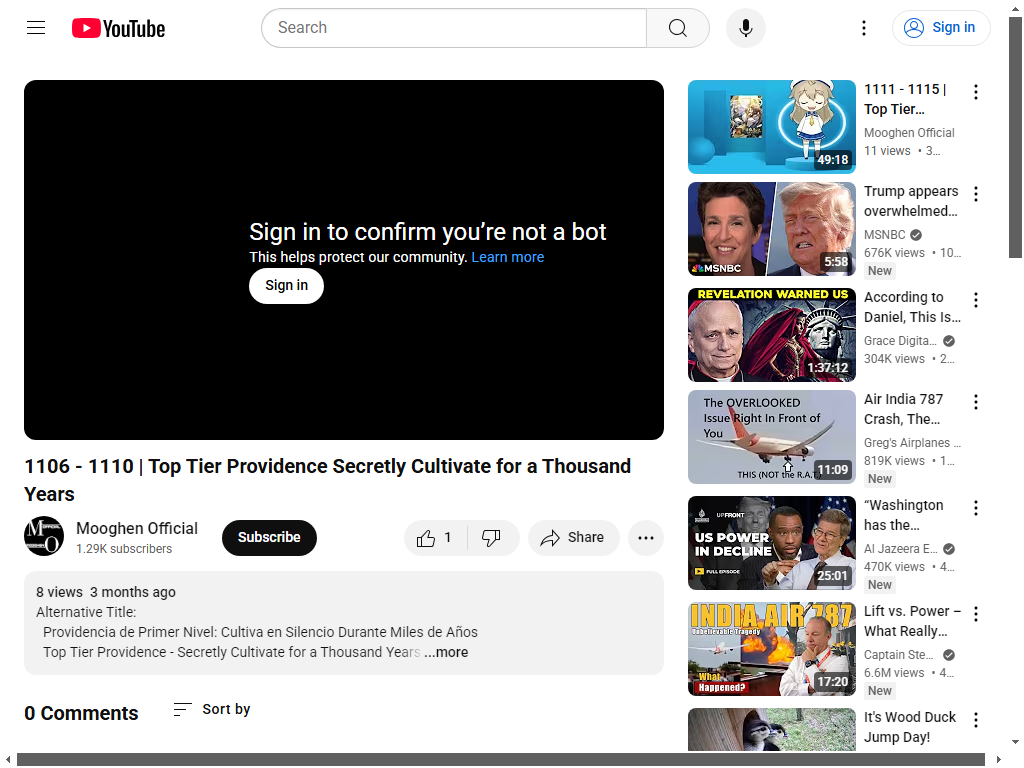 YouTube
Search
Sign in
Sign in to confirm you're not a bot
This helps protect our community. Learn more
Sign in
1106 - 1110 | Top Tier Providence Secretly Cultivate for a Thousand
Years
Mooghen Official
1.29K subscribers
Subscribe
1
Share
8 views 3 months ago
Alternative Title:
Providencia de Primer Nivel: Cultiva en Silencio Durante Miles de Años
Top Tier Providence - Secretly Cultivate for a Thousand Years ...more
0 Comments
Sort by
49:18
1111 - 1115 |
Top Tier…
Mooghen Official
11 views • 3…
MSNBC
5:58
Trump appears
overwhelmed…
MSNBC
676K views • 10…
New
REVELATION WARNED US
1:37:12
According to
Daniel, This Is…
Grace Digita…
304K views • 2…
The OVERLOOKED
Issue Right In Front of
You
THIS (NOT the R.A.T.)
11:09
Air India 787
Crash, The…
Greg's Airplanes …
819K views • 1…
New
UPFRONT
US POWER
IN DECLINE
FULL EPISODE
25:01
“Washington
has the…
Al Jazeera E…
470K views • 4…
New
INDIA AIR 787
Unbelievable Tragedy
What
Happened?
17:20
Lift vs. Power –
What Really…
Captain Ste…
6.6M views • 4…
New
It's Wood Duck
Jump Day!